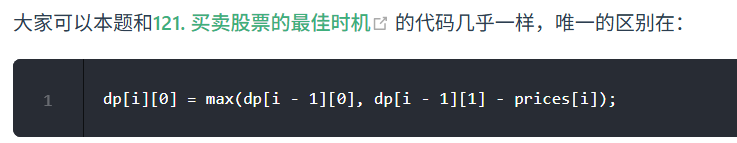 大家可以本题和121. 买卖股票的最佳时机 的代码几乎一样，唯一的区别在：
1 dp[i][0] = max(dp[i - 1][0], dp[i - 1][1] - prices[i]);